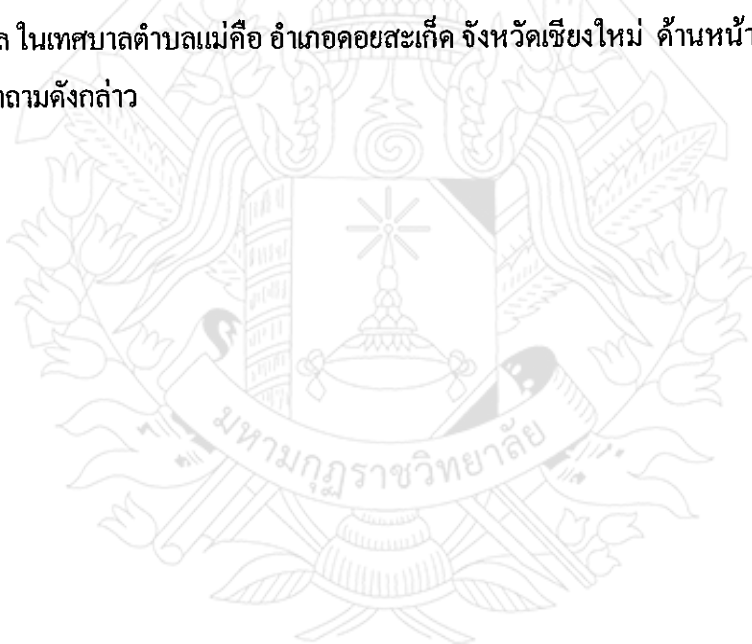 ล ในเทศบาลตำบลแม่คือ อำเภอดอยสะเก็ด จังหวัดเชียงใหม่ ด้านหน้า
าถามดังกล่าว
มหามกุฏราชวิทยาลัย